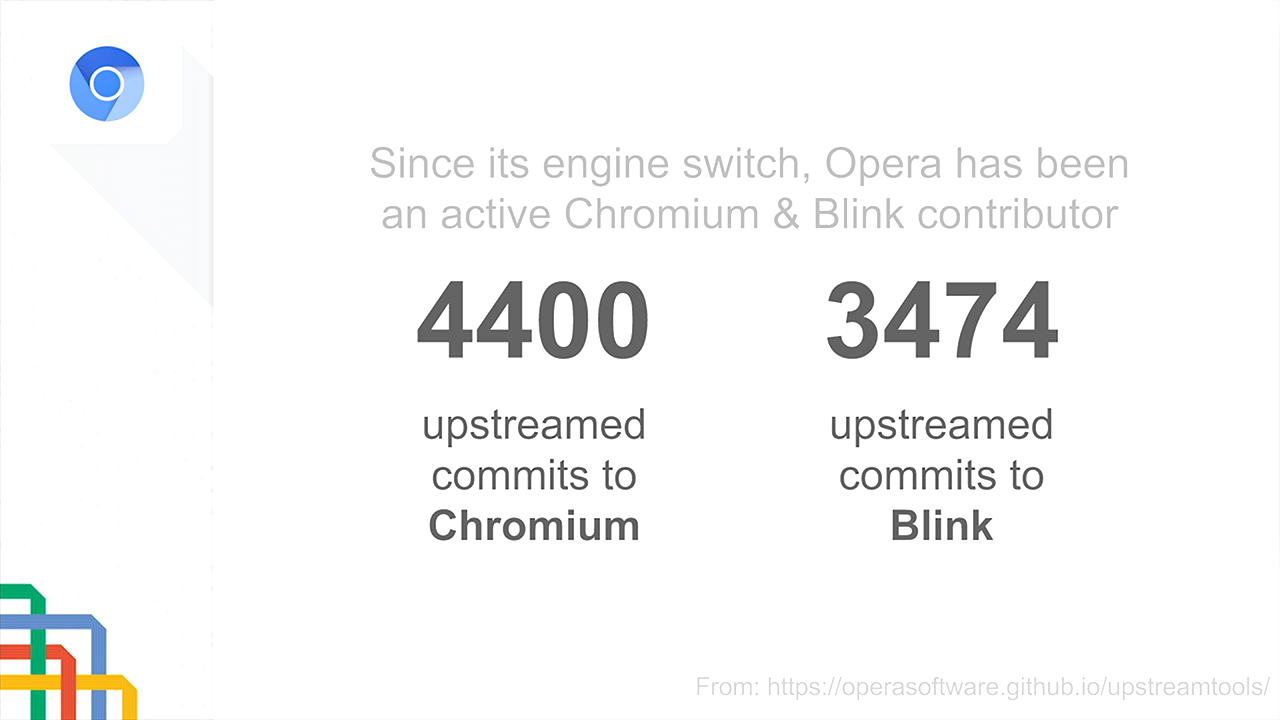 Since its engine switch, Opera has been
an active Chromium & Blink contributor
4400
upstreamed
commits to
Chromium
3474
upstreamed
commits to
Blink
From: https://operasoftware.github.io/upstreamtools/